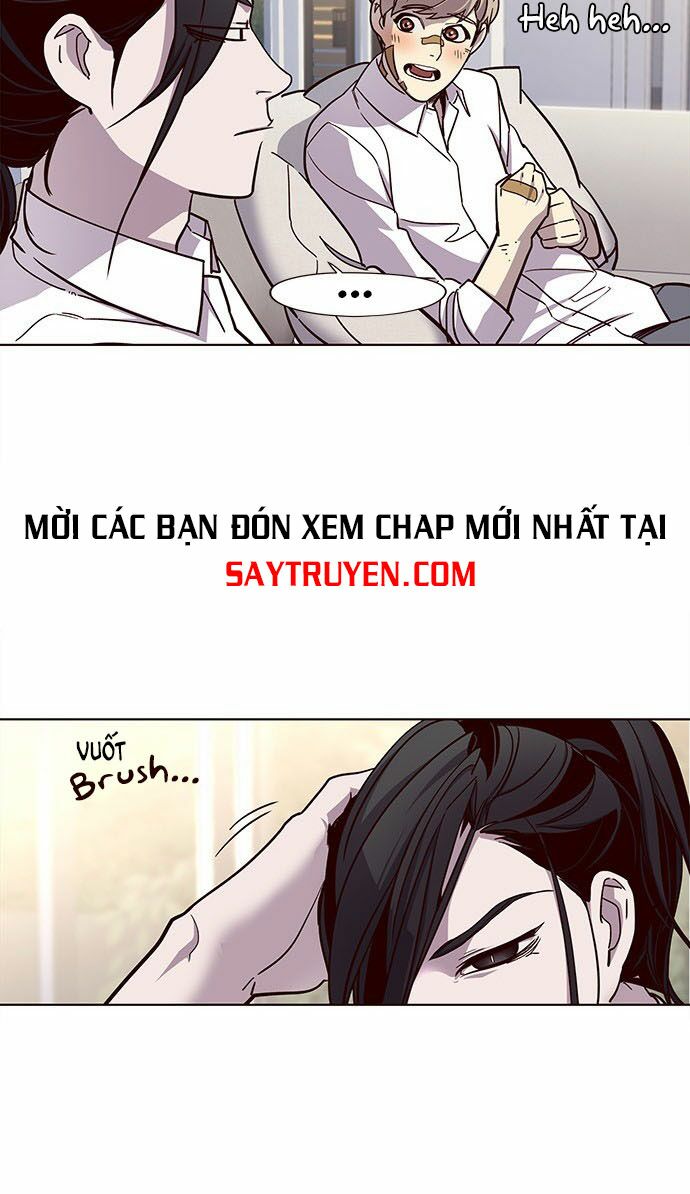 Heh heh...
...
MỜI CÁC BẠN ĐÓN XEM CHAP MỚI NHẤT TẠI
SAYTRUYEN.COM
VUỐT
Brush...